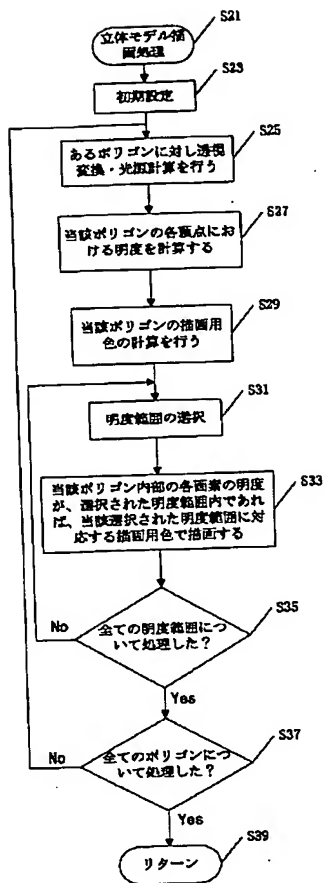 S21
立体モデル描
画処理
S23
初期設定
S25
あるポリゴンに対し透視
変換・光源計算を行う
S27
当該ポリゴンの各頂点にお
ける明度を計算する
S29
当該ポリゴンの描画用
色の計算を行う
S31
明度範囲の選択
S33
当該ポリゴン内部の各画素の明度
が、選択された明度範囲内であれ
ば、当該選択された明度範囲に対
応する描画用色で描画する
S35
No
全ての明度範囲につ
いて処理した?
Yes
S37
No
全てのポリゴンにつ
いて処理した?
Yes
S39
リターン